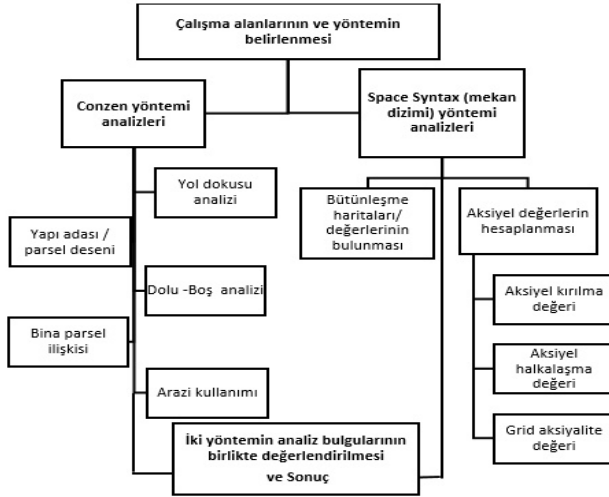 Çalışma alanlarının ve yöntemin
belirlenmesi
Conzen yöntemi
analizleri
Space Syntax (mekan
dizimi) yöntemi
analizleri
Yol dokusu
analizi
Yapı adası /
parsel deseni
Dolu -Boş analizi
Bina parsel
ilişkisi
Arazi kullanımı
Bütünleşme
haritaları/
değerlerinin
bulunması
Aksiyel değerlerin
hesaplanması
Aksiyel kırılma
değeri
Aksiyel
halkalaşma
değeri
Grid aksiyalite
değeri
İki yöntemin analiz bulgularının
birlikte değerlendirilmesi
ve Sonuç